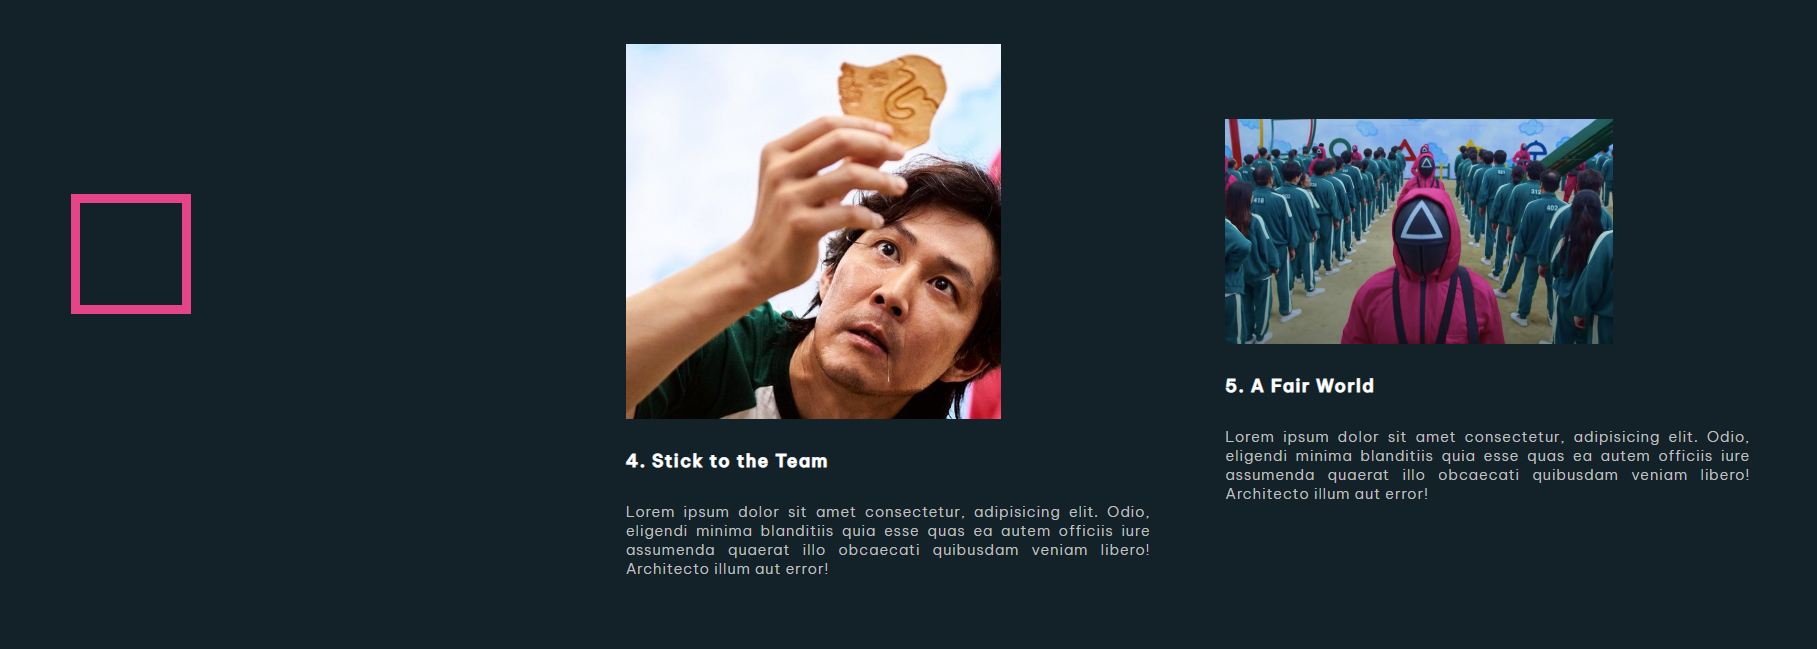 4. Stick to the Team
Lorem ipsum dolor sit amet consectetur, adipisicing elit. Odio,
eligendi minima blanditiis quia esse quas ea autem officiis iure
assumenda quaerat illo obcaecati quibusdam veniam libero!
Architecto illum aut error!
418
312
402
5. A Fair World
Lorem ipsum dolor sit amet consectetur, adipisicing elit. Odio,
eligendi minima blanditiis quia esse quas ea autem officiis iure
assumenda quaerat illo obcaecati quibusdam veniam libero!
Architecto illum aut error!